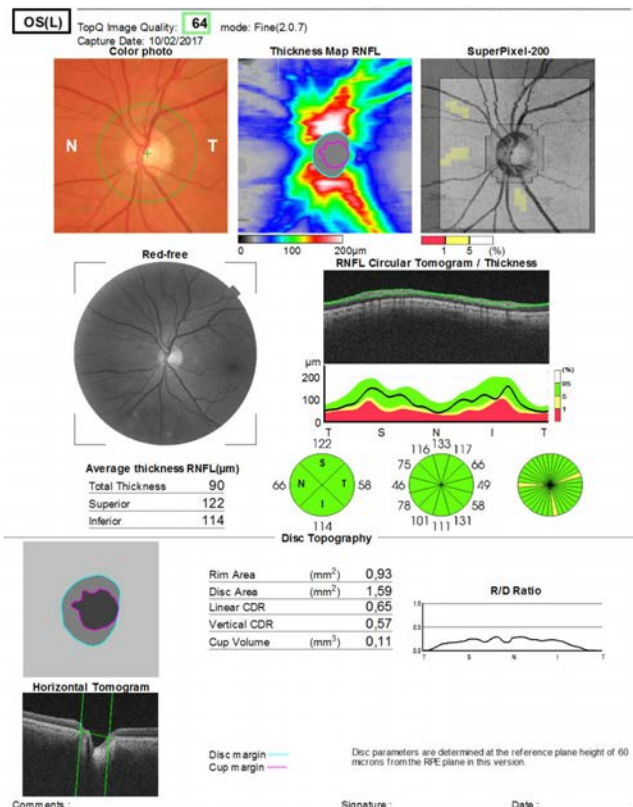 OS(L) TopQ Image Quality: 64 mode: Fine(2.0.7)
Capture Date: 10/02/2017
Color photo Thickness Map RNFL SuperPixel-200
N T
0 100 200µm
1 5 (%)
Red-free
RNFL Circular Tomogram / Thickness
µm
200
100
0
T S N I T
(%)
95
5
1
Average thickness RNFL(µm)
Total Thickness 90
Superior 122
Inferior 114
122
66 S N T I 58
114
116 133 117
75 66
46 49
78 58
101 111 131
Disc Topography
Rim Area (mm²) 0,93
Disc Area (mm²) 1,59
Linear CDR 0,65
Vertical CDR 0,57
Cup Volume (mm³) 0,11
R/D Ratio
1.0
0.5
0.0
T S N I T
Horizontal Tomogram
Disc margin
Cup margin
Disc parameters are determined at the reference plane height of 60
microns from the RPE plane in this version.
Comments : Signature : Date :